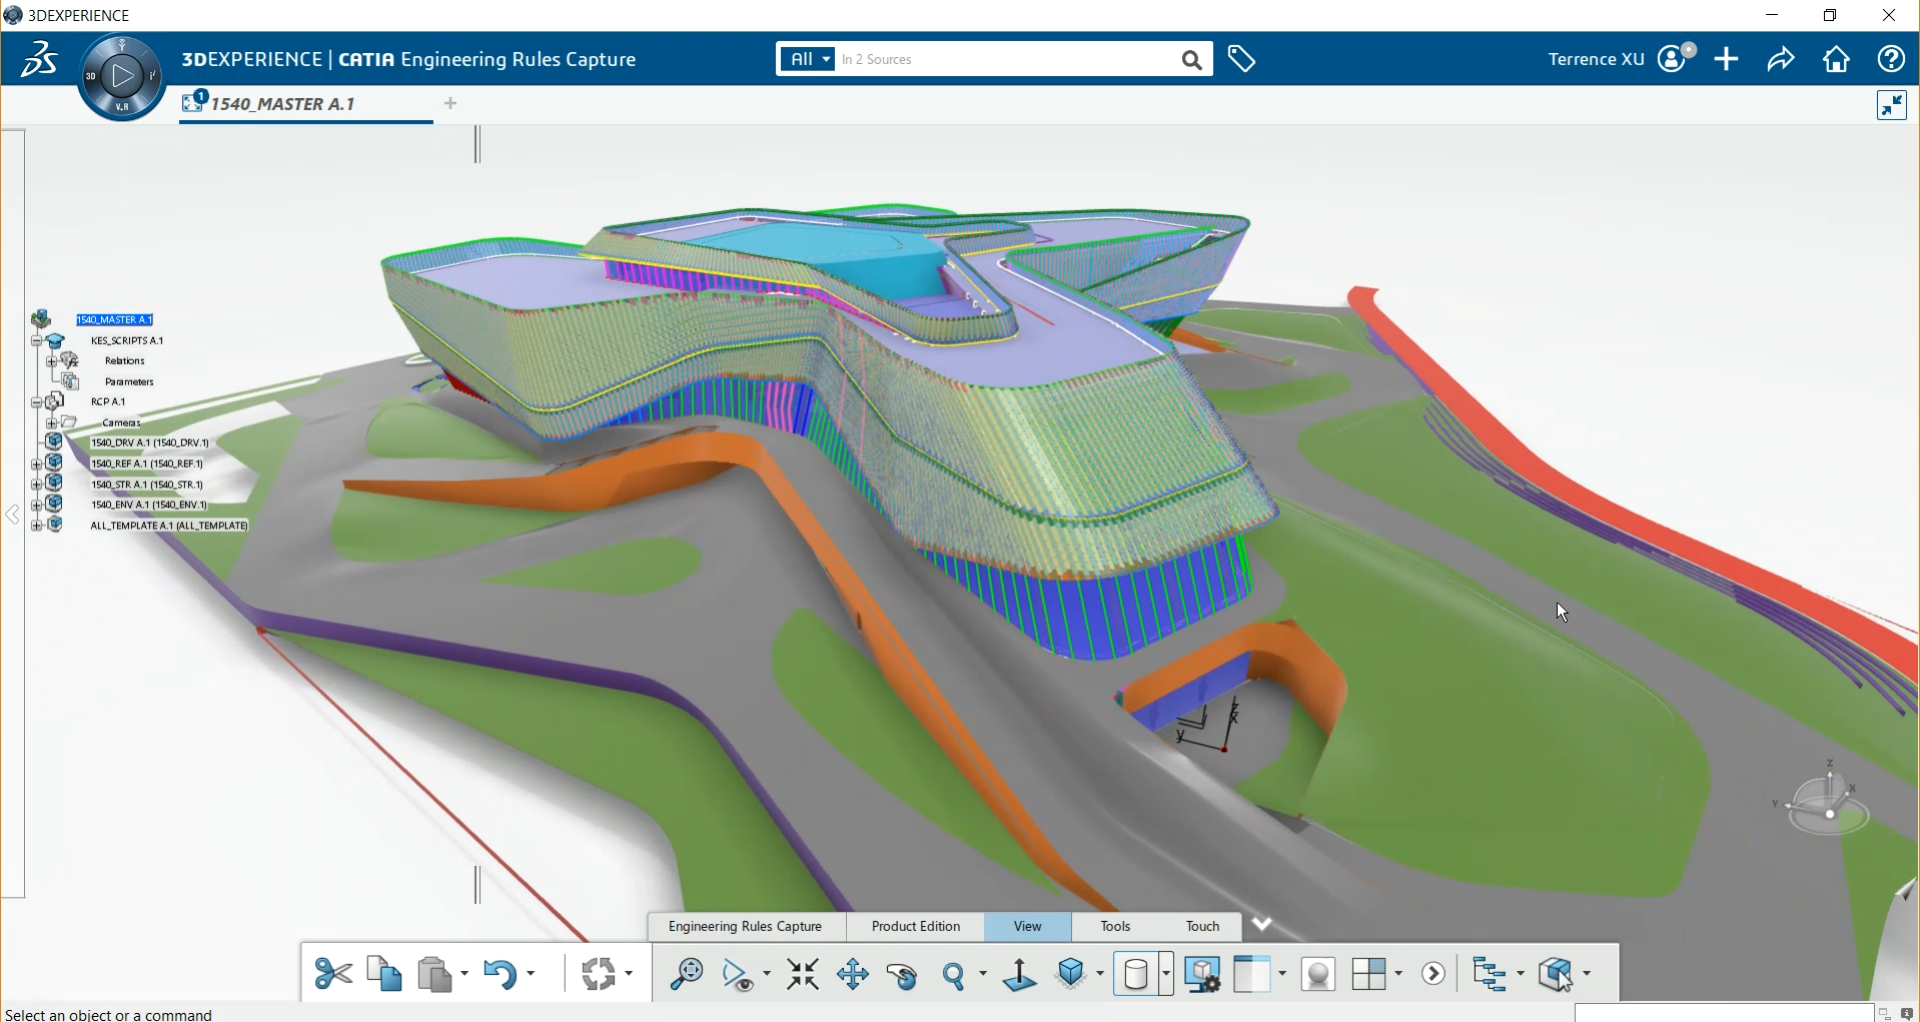 3DEXPERIENCE
3DEXPERIENCE | CATIA Engineering Rules Capture
All
In 2 Sources
Terrence XU
3D
V.R
1
1540_MASTER A.1
1540_MASTER A.1
KES_SCRIPTS A.1
Relations
Parameters
RCP A.1
Cameras
1540_DRV A.1 (1540_DRV.1)
1540_REF A.1 (1540_REF.1)
1540_STR A.1 (1540_STR.1)
1540_ENV A.1 (1540_ENV.1)
ALL_TEMPLATE A.1 (ALL_TEMPLATE)
z
x
y
Z
X
Y
Engineering Rules Capture
Product Edition
View
Tools
Touch
Select an object or a command